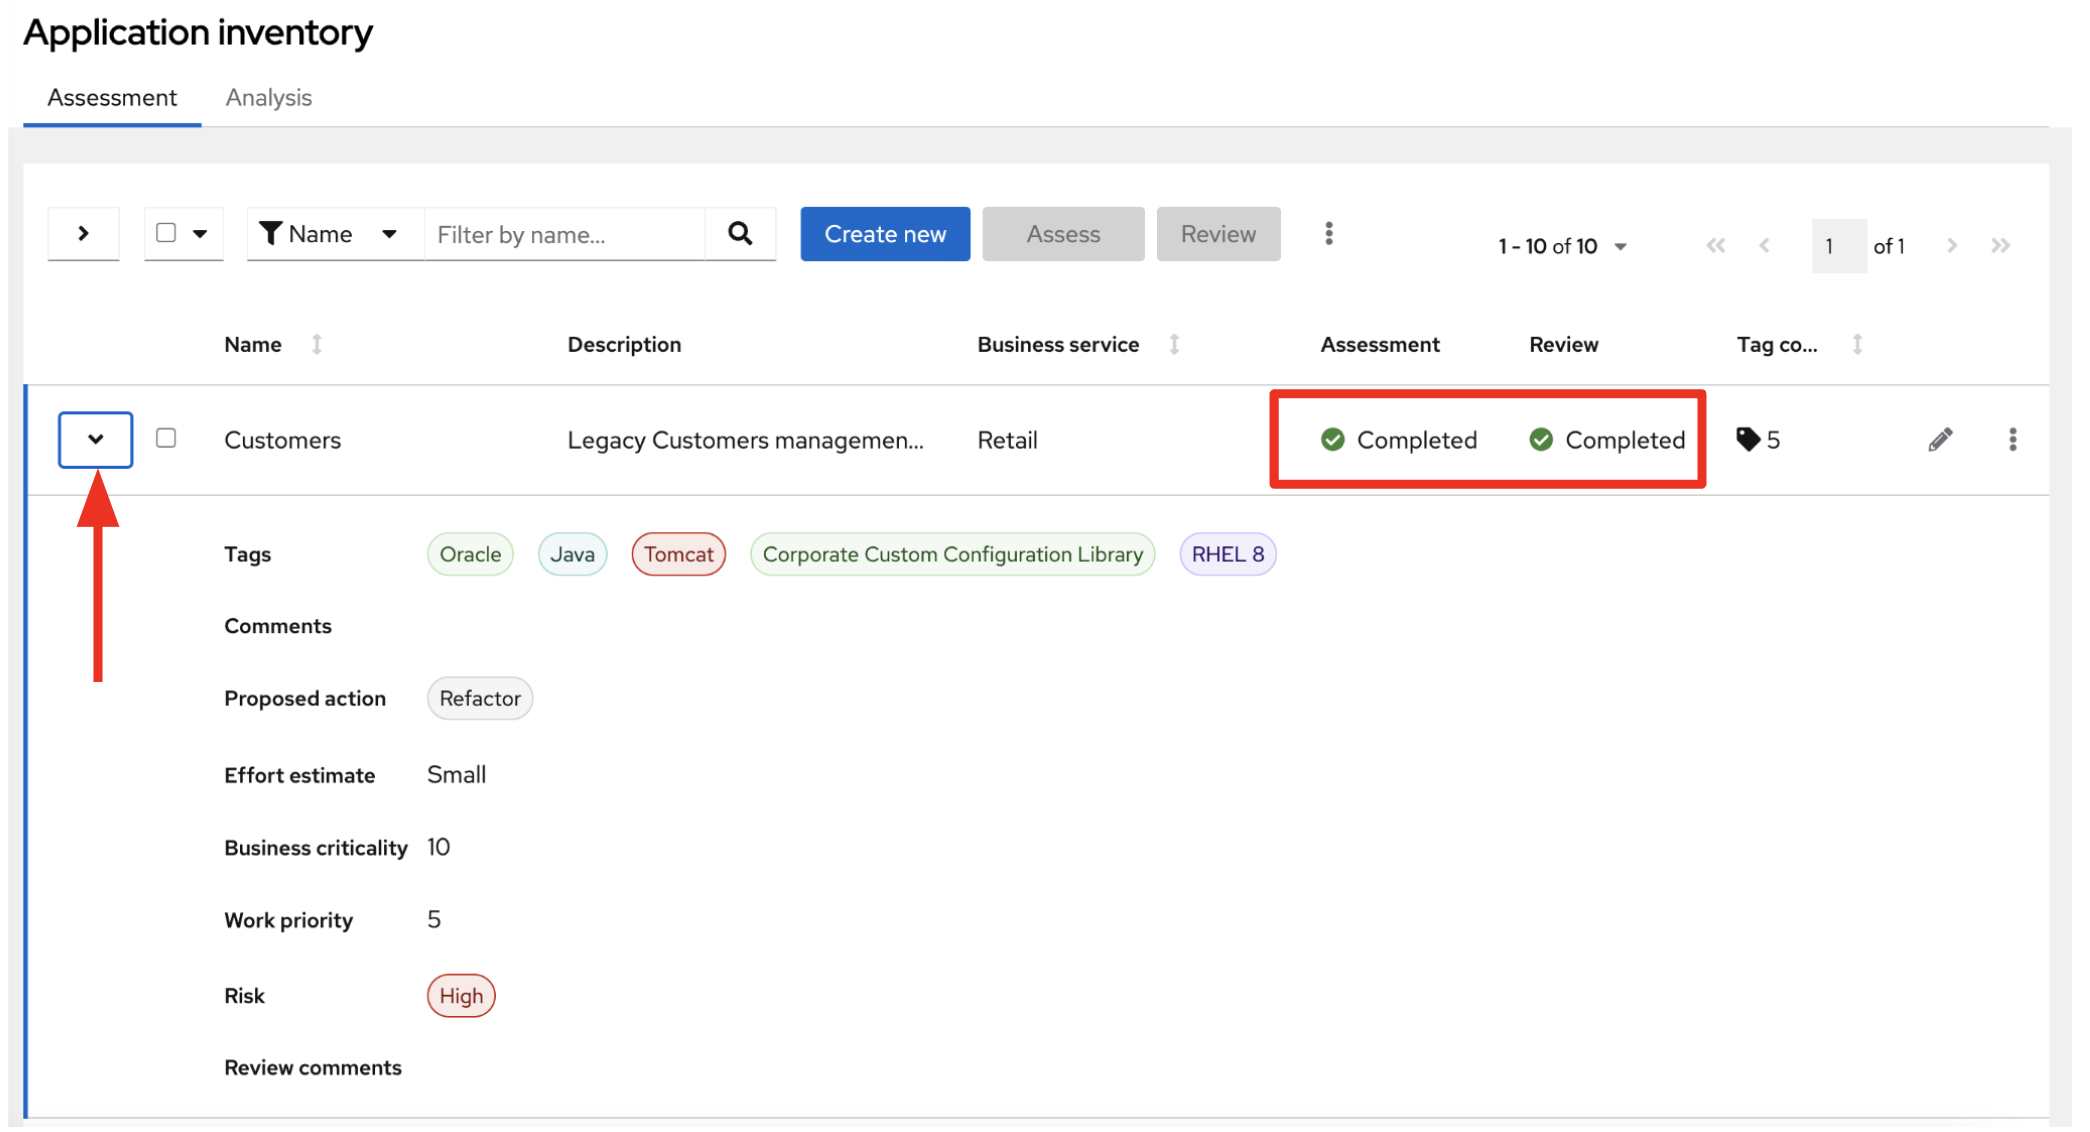 Application inventory
Assessment Analysis
Name Filter by name... Create new Assess Review 1 - 10 of 10 1 of 1
Name Description Business service Assessment Review Tag co...
Customers Legacy Customers managemen... Retail Completed Completed 5
Tags Oracle Java Tomcat Corporate Custom Configuration Library RHEL 8
Comments
Proposed action Refactor
Effort estimate Small
Business criticality 10
Work priority 5
Risk High
Review comments